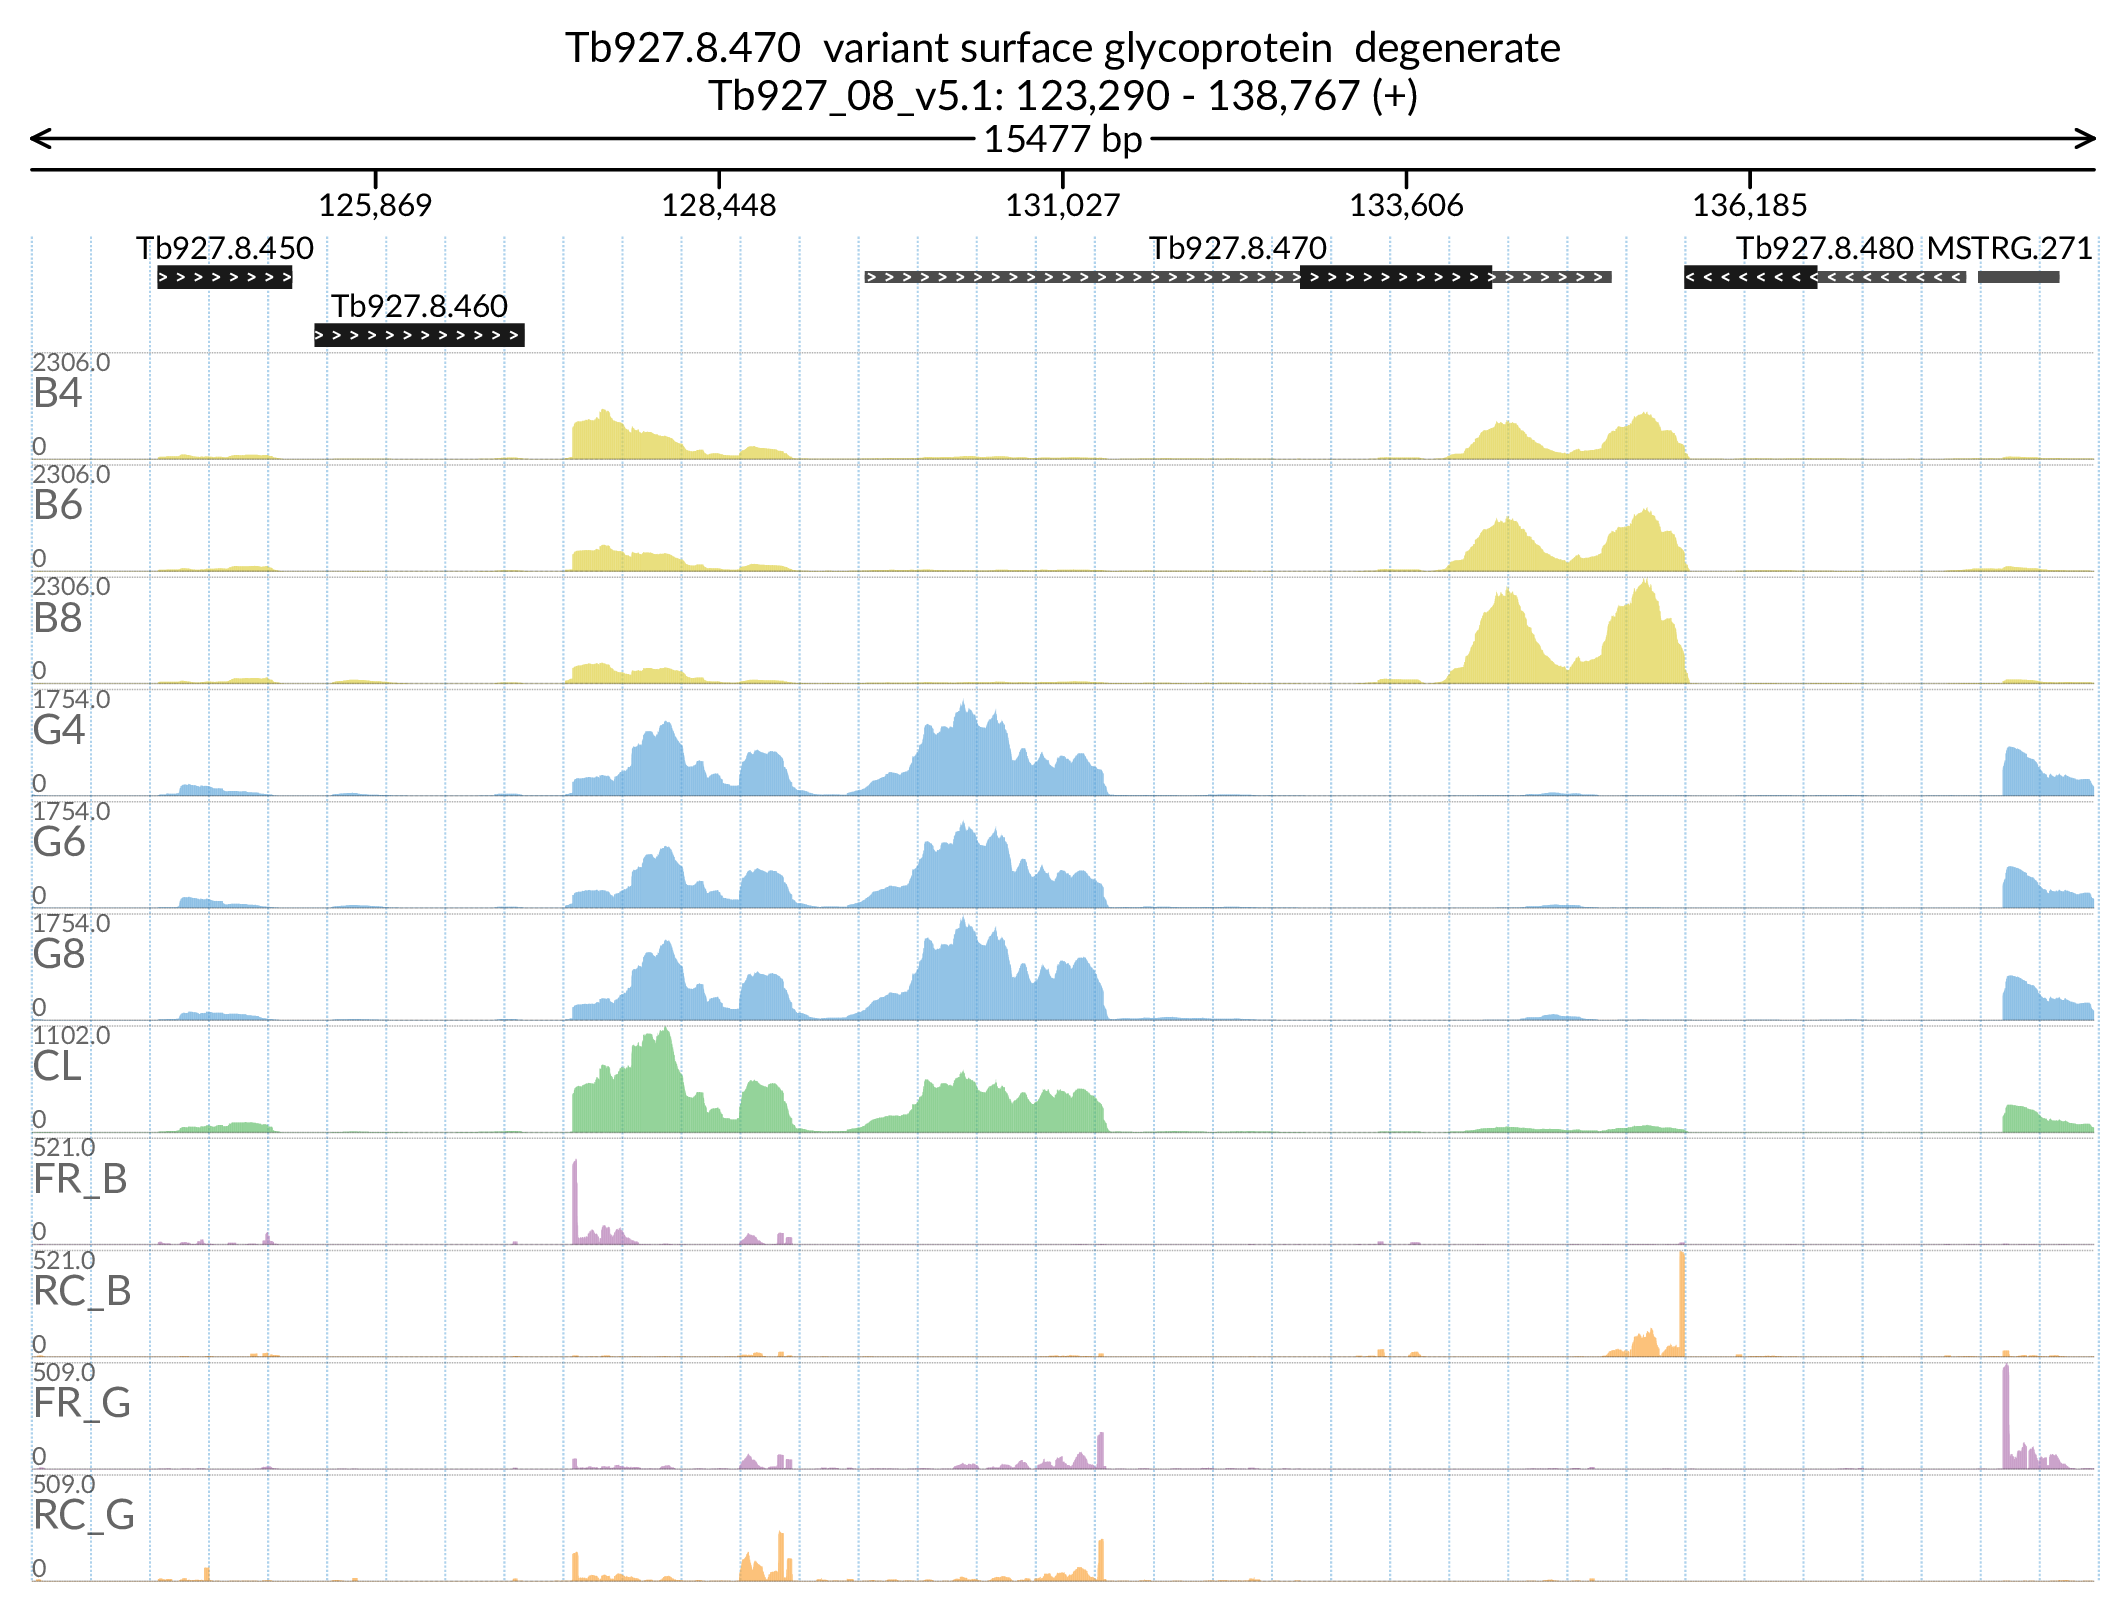 Tb927.8.470 variant surface glycoprotein degenerate
Tb927_08_v5.1: 123,290 - 138,767 (+)
15477 bp
125,869 128,448 131,027 133,606 136,185
Tb927.8.450 Tb927.8.470 Tb927.8.480 MSTRG.271
Tb927.8.460
2306.0
B4
0
2306.0
B6
0
2306.0
B8
0
1754.0
G4
0
1754.0
G6
0
1754.0
G8
0
1102.0
CL
0
521.0
FR_B
0
521.0
RC_B
0
509.0
FR_G
0
509.0
RC_G
0